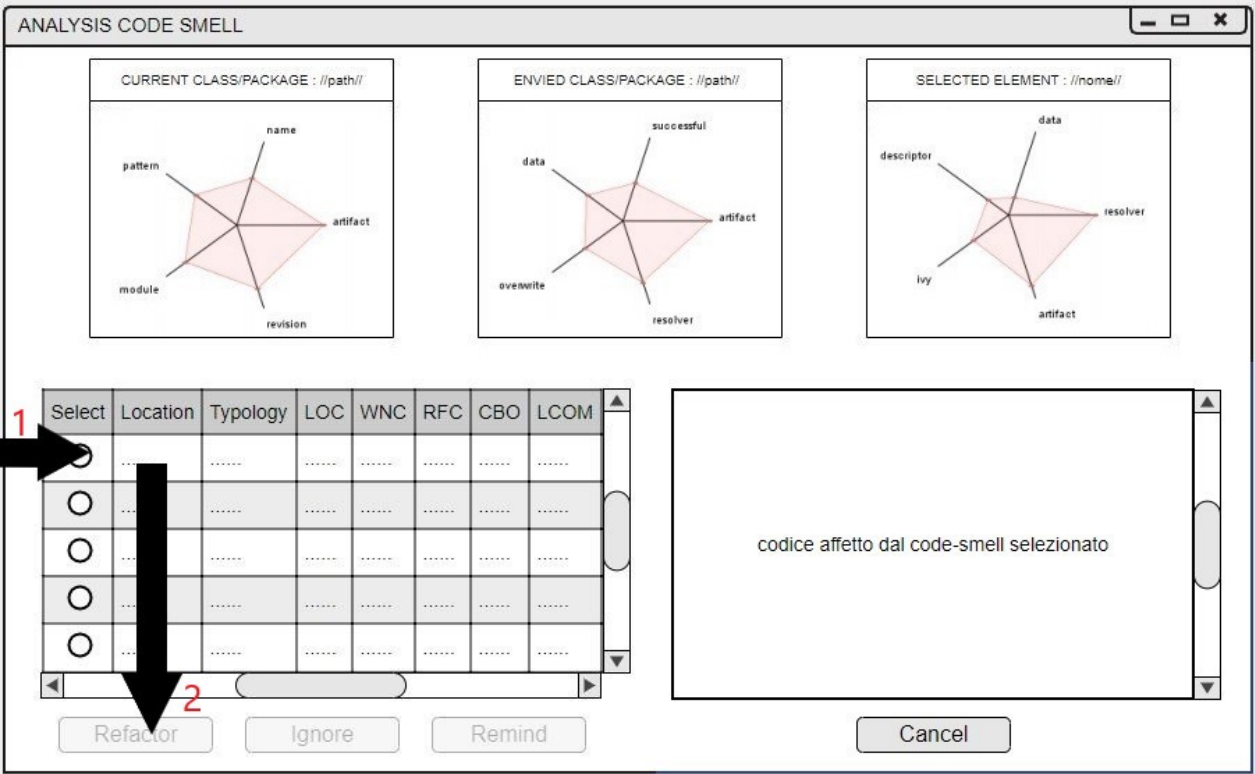 ANALYSIS CODE SMELL
CURRENT CLASS/PACKAGE : //path//
name
pattern
artifact
module
revision
ENVIED CLASS/PACKAGE : //path//
successful
data
artifact
overwrite
resolver
SELECTED ELEMENT : //nome//
data
descriptor
resolver
ivy
artifact
1
Select Location Typology LOC WNC RFC CBO LCOM
...... ...... ...... ...... ...... ...... ......
...... ...... ...... ...... ...... ...... ......
...... ...... ...... ...... ...... ...... ......
...... ...... ...... ...... ...... ...... ......
...... ...... ...... ...... ...... ...... ......
codice affetto dal code-smell selezionato
2
Refactor Ignore Remind Cancel